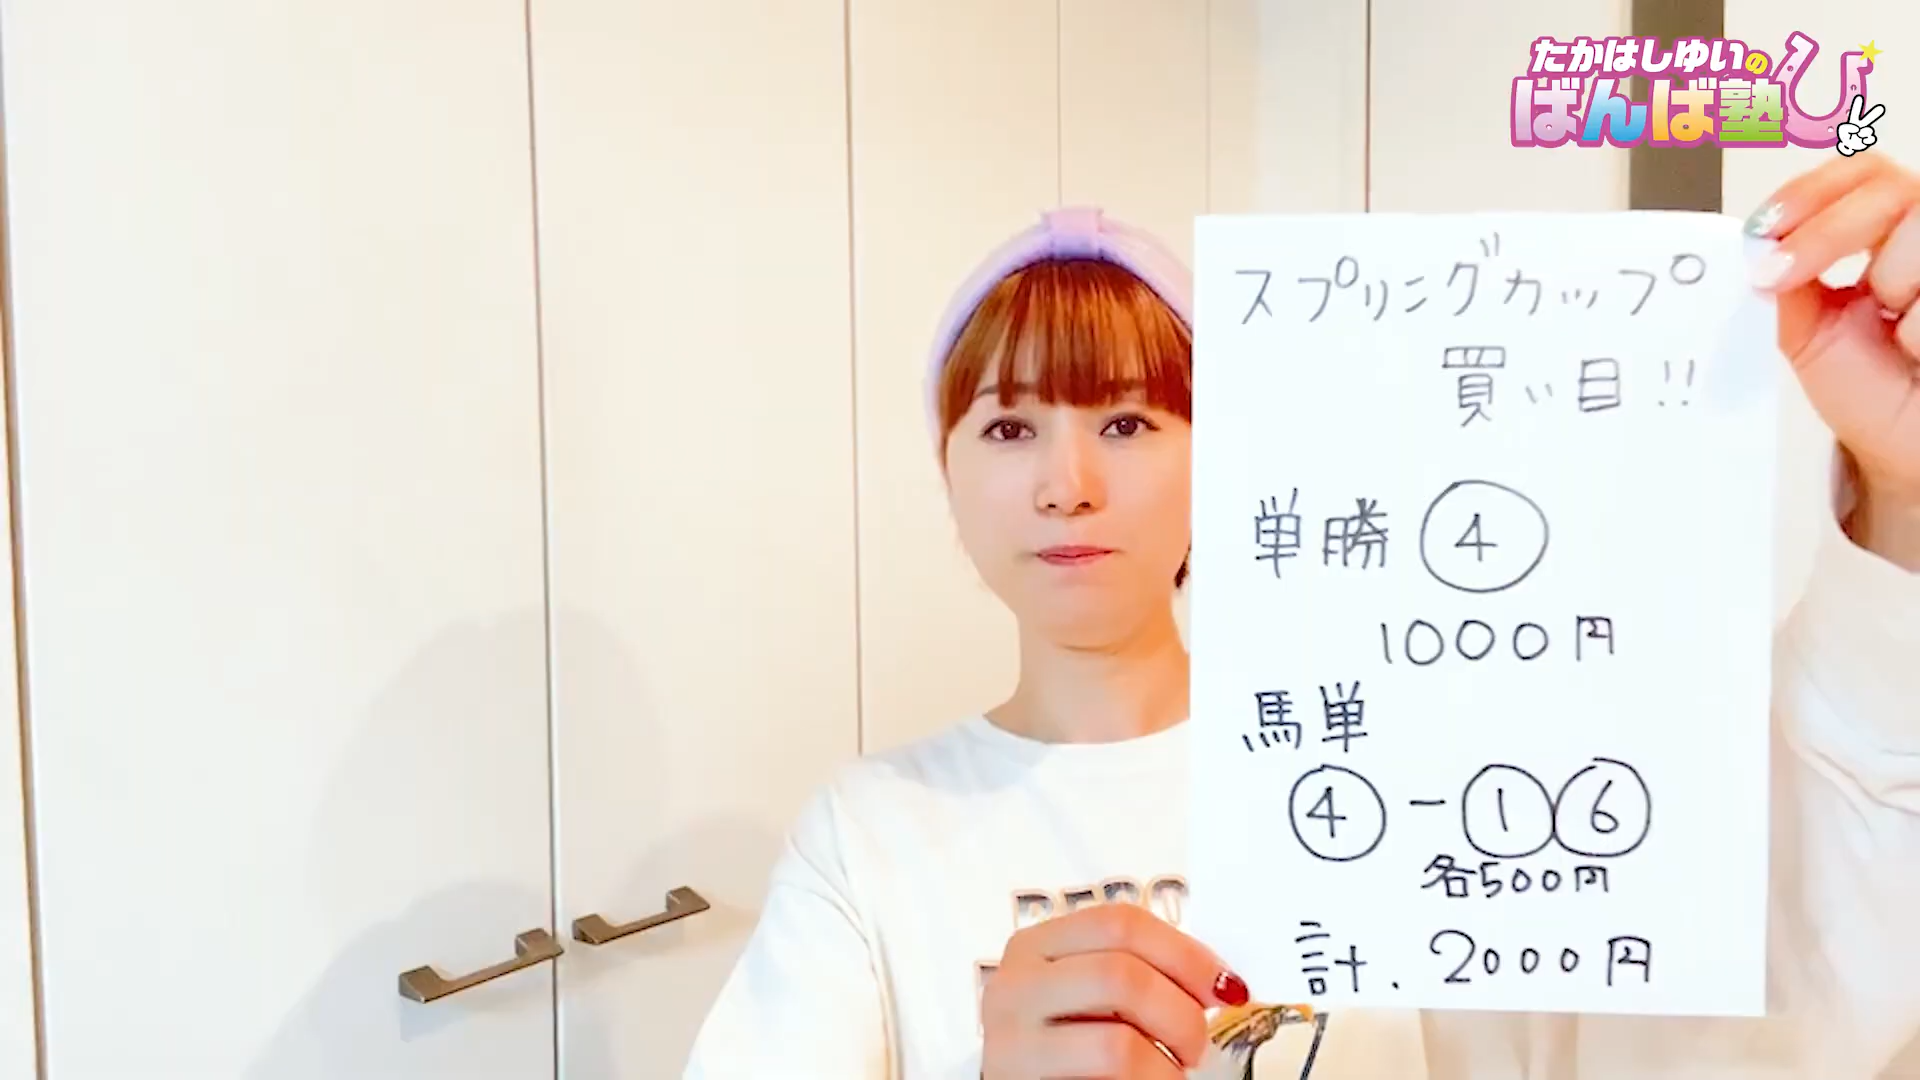 たかはしゆいの
ばんば塾
スプリングカップ
買い目!!
単勝 ④
1000円
馬単
④-①⑥
各500円
計.2000円